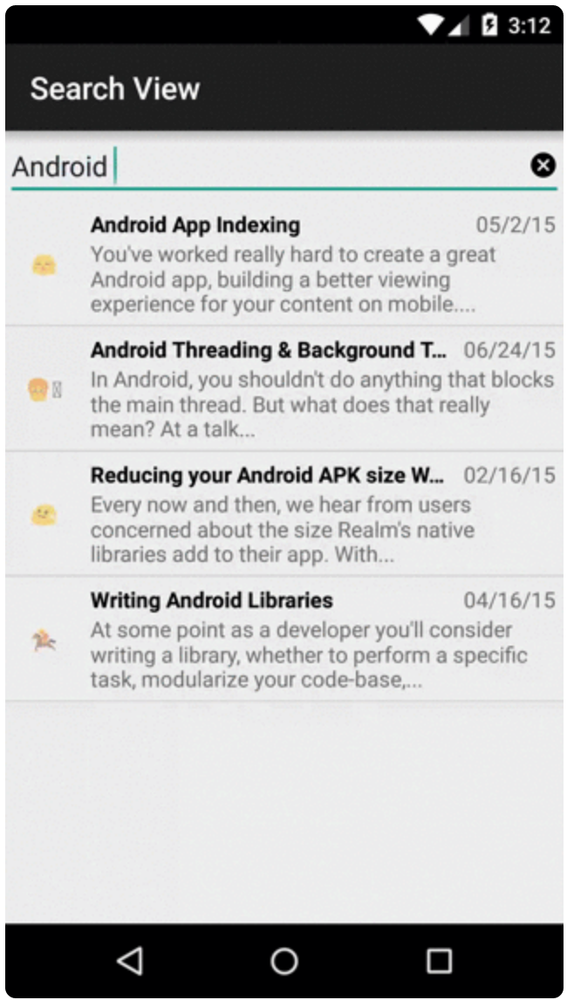 3:12
Search View
Android
Android App Indexing 05/2/15
You've worked really hard to create a great
Android app, building a better viewing
experience for your content on mobile....
Android Threading & Background T... 06/24/15
In Android, you shouldn't do anything that blocks
the main thread. But what does that really
mean? At a talk...
Reducing your Android APK size W... 02/16/15
Every now and then, we hear from users
concerned about the size Realm's native
libraries add to their app. With...
Writing Android Libraries 04/16/15
At some point as a developer you'll consider
writing a library, whether to perform a specific
task, modularize your code-base,...